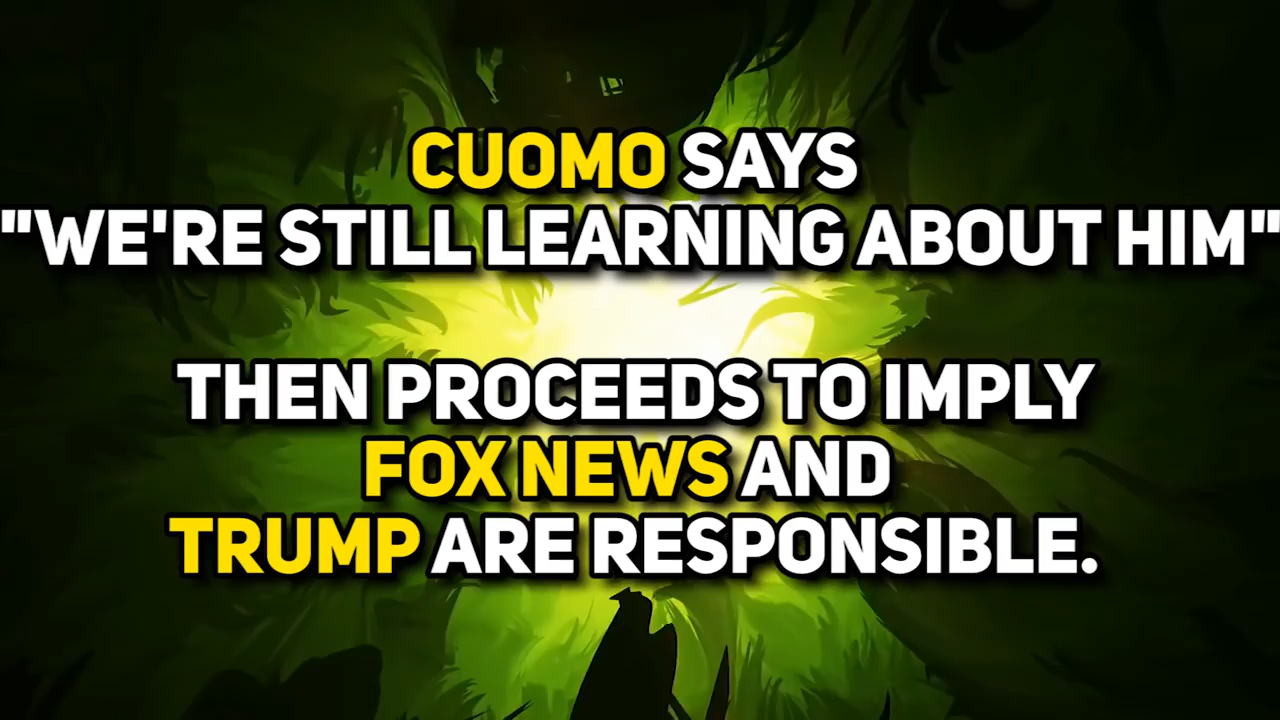 CUOMO SAYS
"WE'RE STILL LEARNING ABOUT HIM"
THEN PROCEEDS TO IMPLY
FOX NEWS AND
TRUMP ARE RESPONSIBLE.